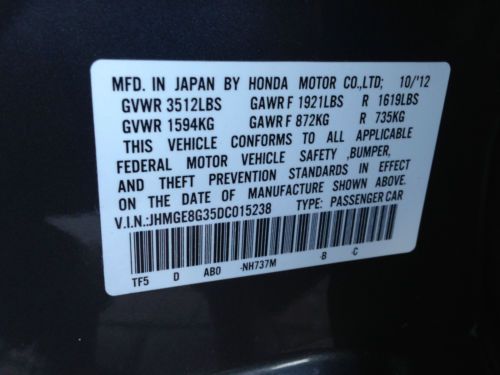 MFD. IN JAPAN BY HONDA MOTOR CO.,LTD; 10/'12
GVWR 3512LBS GAWR F 1921LBS R 1619LBS
GVWR 1594KG GAWR F 872KG R 735KG
THIS VEHICLE CONFORMS TO ALL APPLICABLE
FEDERAL MOTOR VEHICLE SAFETY ,BUMPER,
AND THEFT PREVENTION STANDARDS IN EFFECT
ON THE DATE OF MANUFACTURE SHOWN ABOVE.
V.I.N.:JHMGE8G35DC015238 TYPE: PASSENGER CAR
TF5 D AB0 -NH737M -B -C